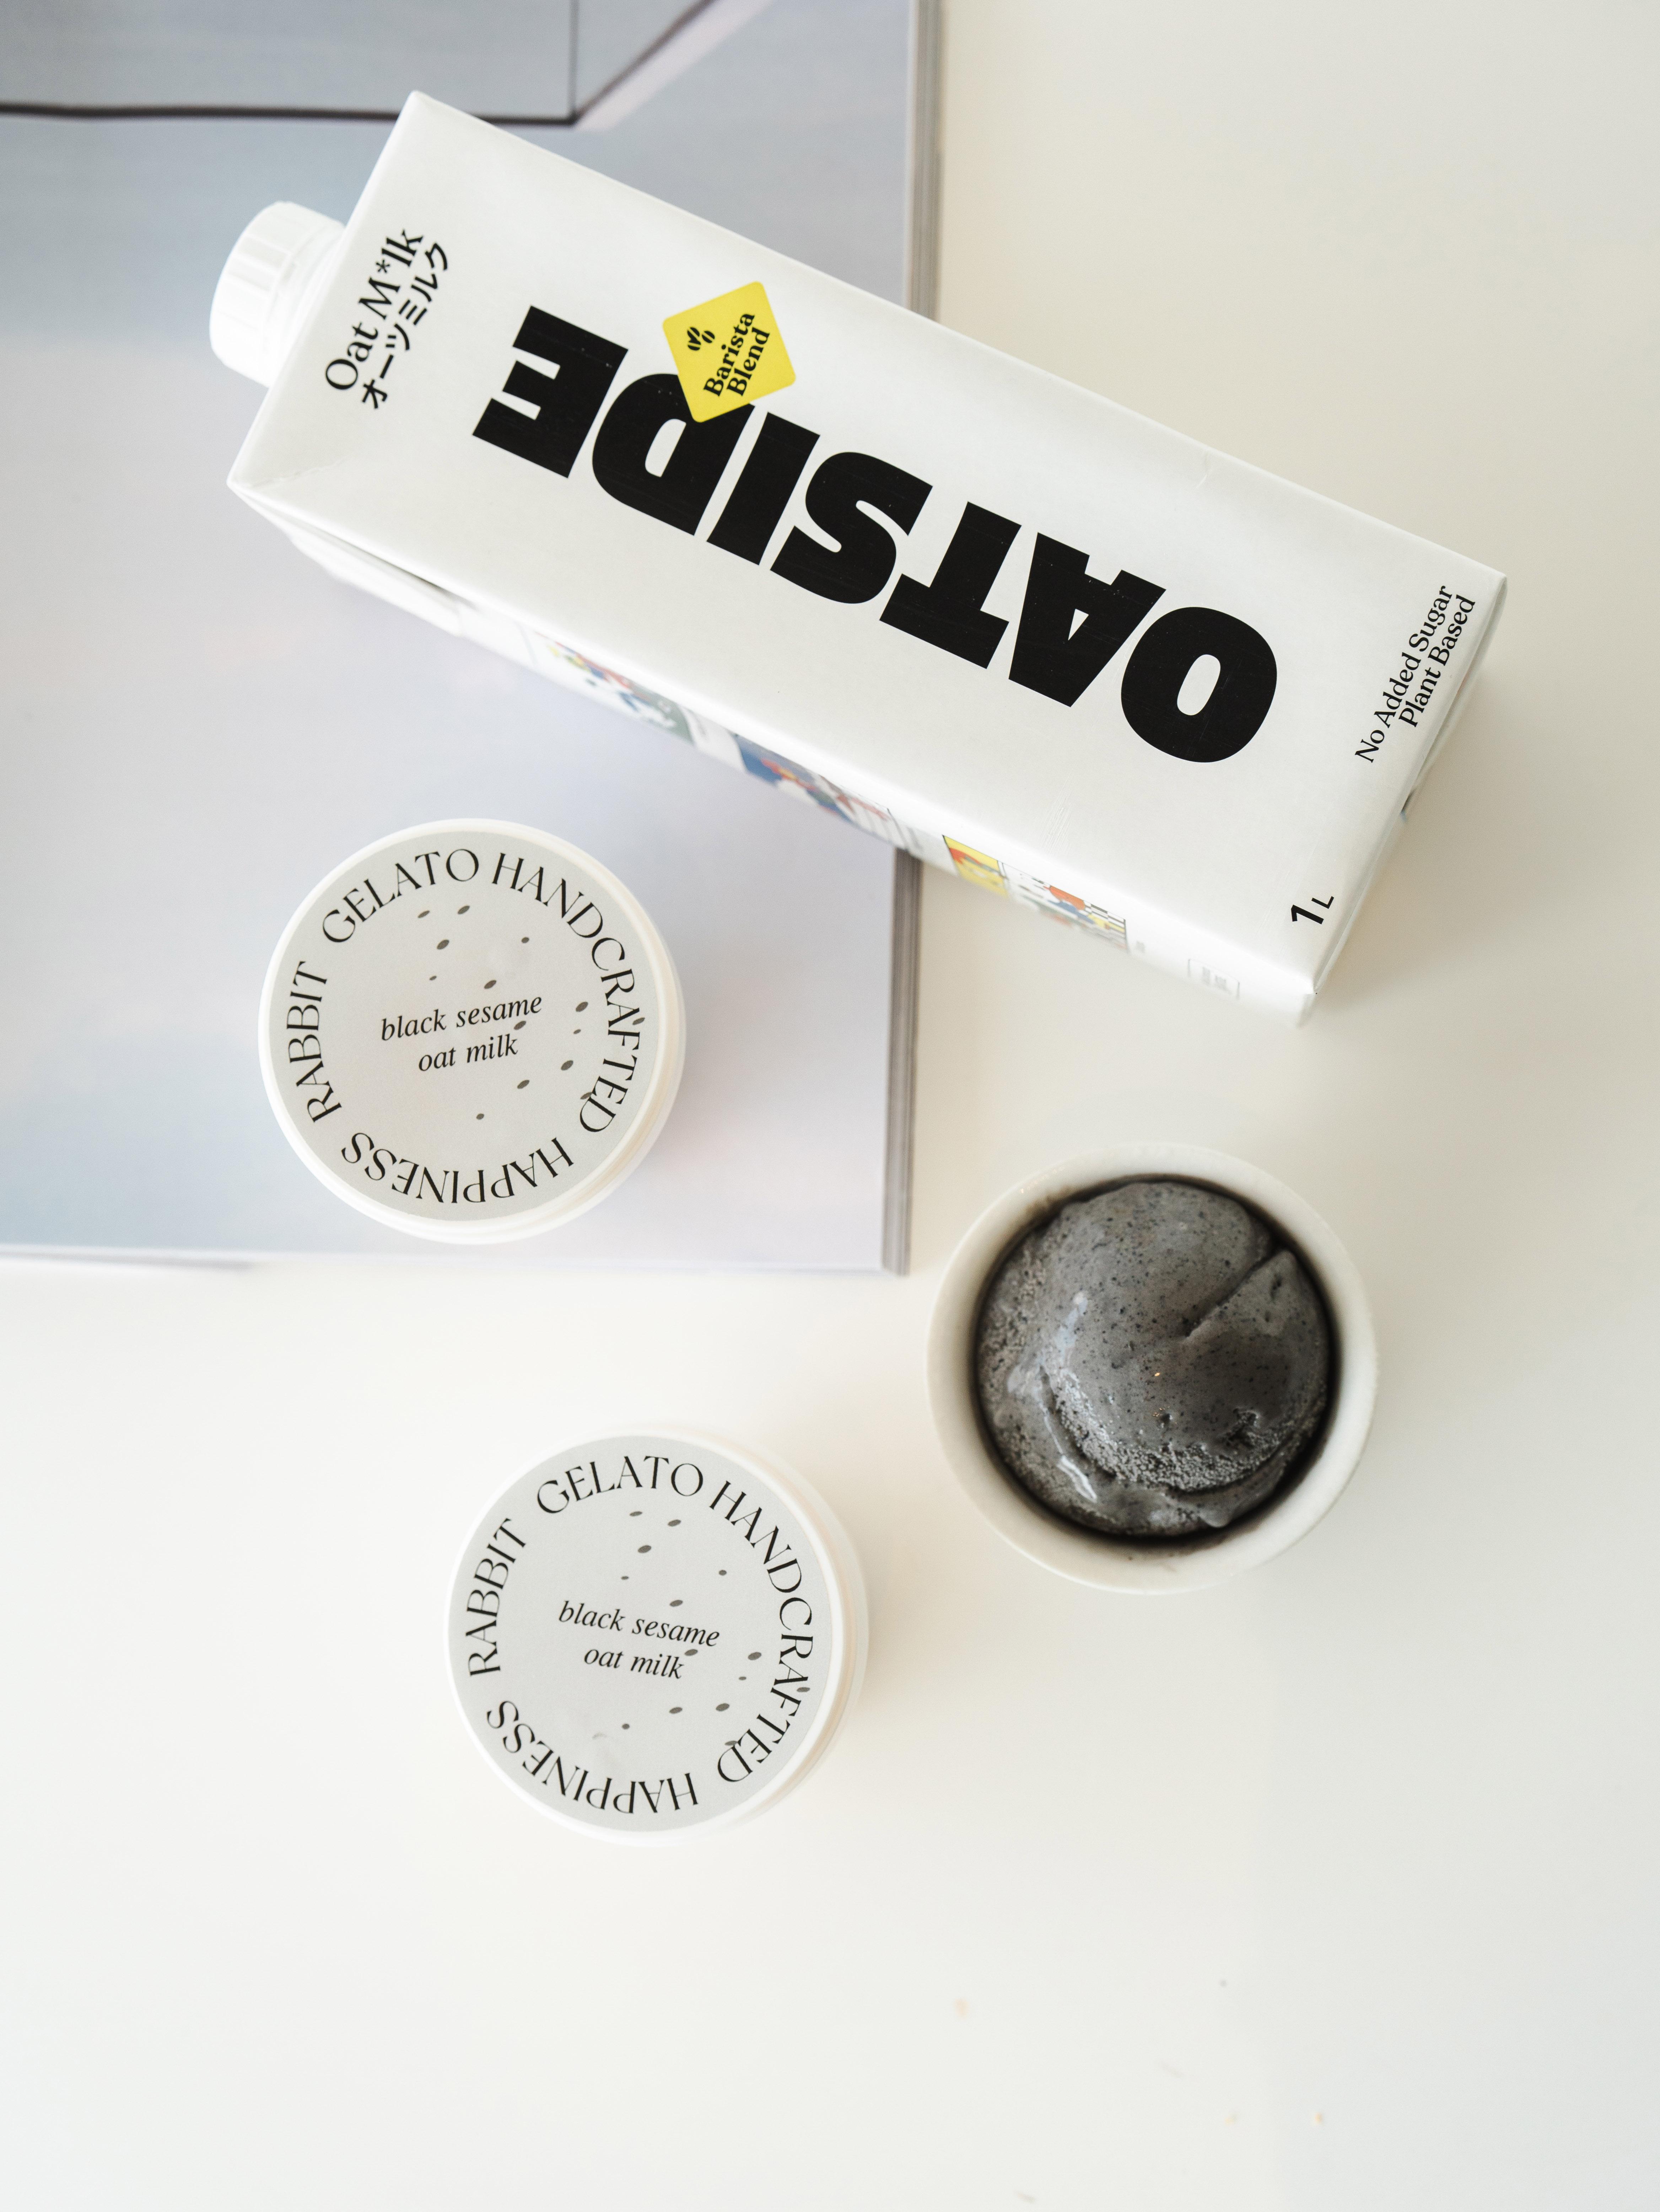 Oat M*lk
オーツミルク
OATSIDE
Barista
Blend
No Added Sugar
Plant Based
1L
RABBIT GELATO HANDCRAFTED HAPPINESS
black sesame
oat milk
RABBIT GELATO HANDCRAFTED HAPPINESS
black sesame
oat milk